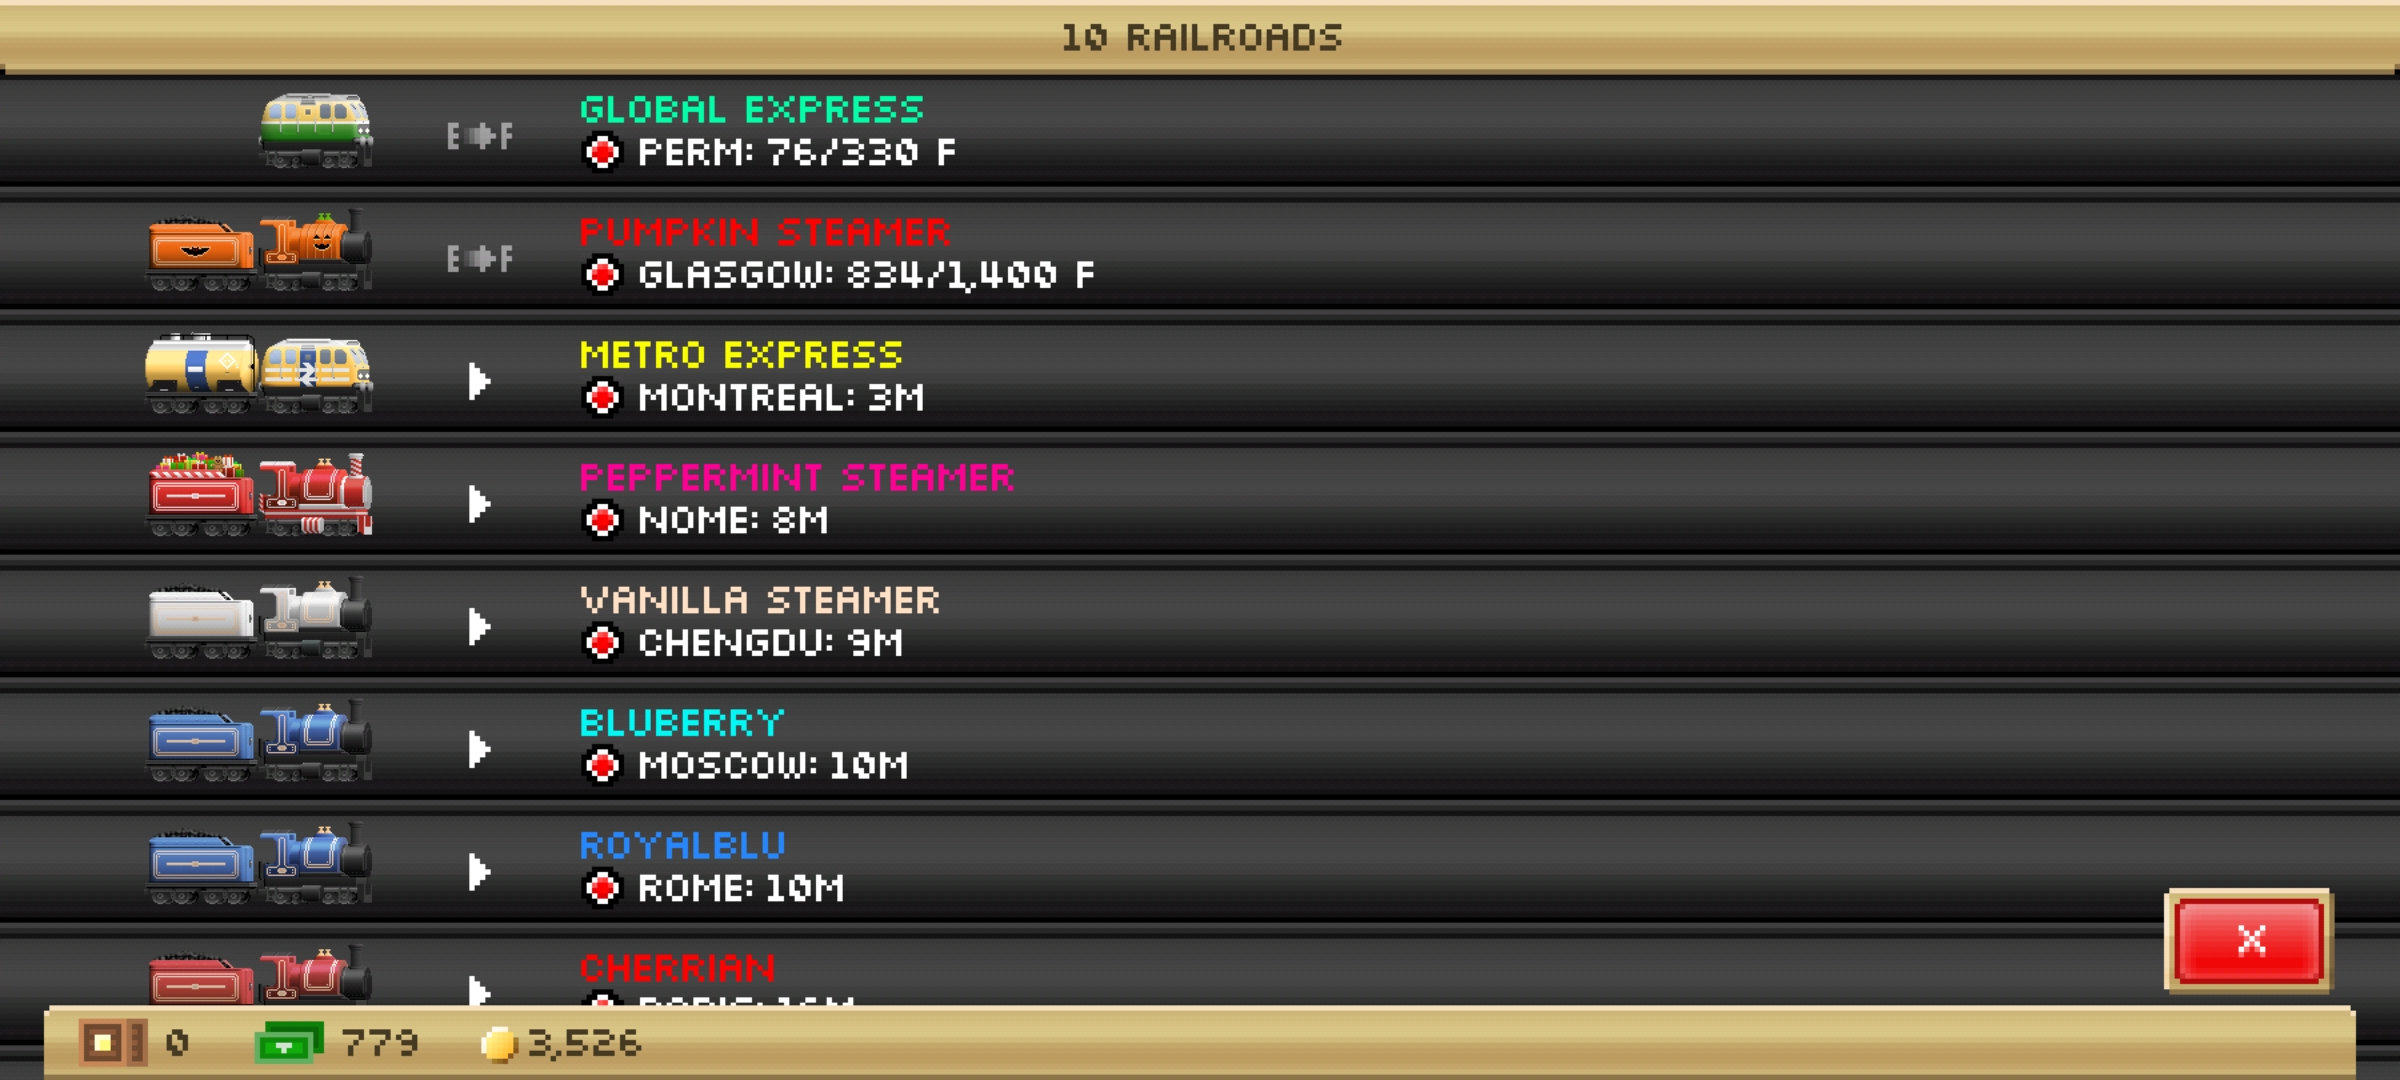 10 RAILROADS
E F
GLOBAL EXPRESS
PERM: 76/330 F
E F
PUMPKIN STEAMER
GLASGOW: 834/1,400 F
METRO EXPRESS
MONTREAL: 3M
PEPPERMINT STEAMER
NOME: 8M
VANILLA STEAMER
CHENGDU: 9M
BLUBERRY
MOSCOW: 10M
ROYALBLU
ROME: 10M
CHERRIAN
X
0 779 3,526